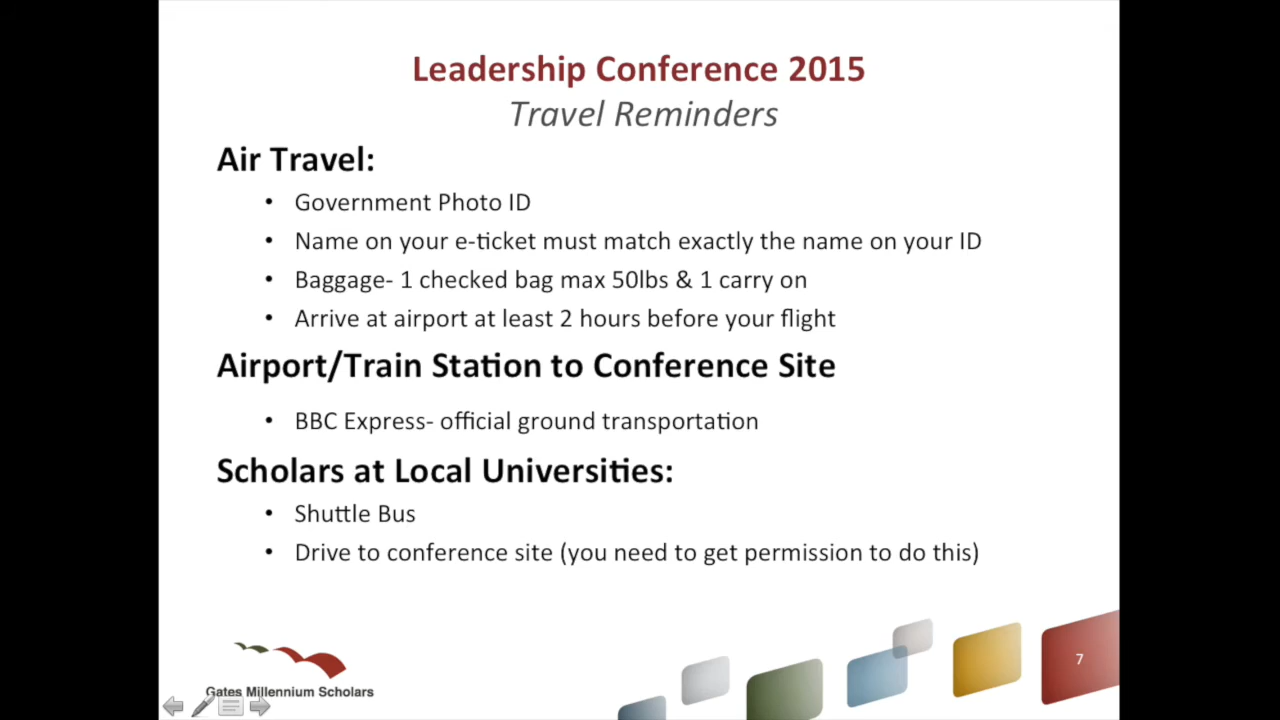 Leadership Conference 2015
Travel Reminders
Air Travel:
• Government Photo ID
• Name on your e-ticket must match exactly the name on your ID
• Baggage- 1 checked bag max 50lbs & 1 carry on
• Arrive at airport at least 2 hours before your flight
Airport/Train Station to Conference Site
• BBC Express- official ground transportation
Scholars at Local Universities:
• Shuttle Bus
• Drive to conference site (you need to get permission to do this)
7
Gates Millennium Scholars